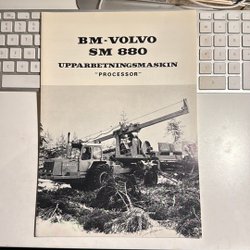 BM-VOLVO
SM 880
UPPARBETNINGSMASKIN
"PROCESSOR"